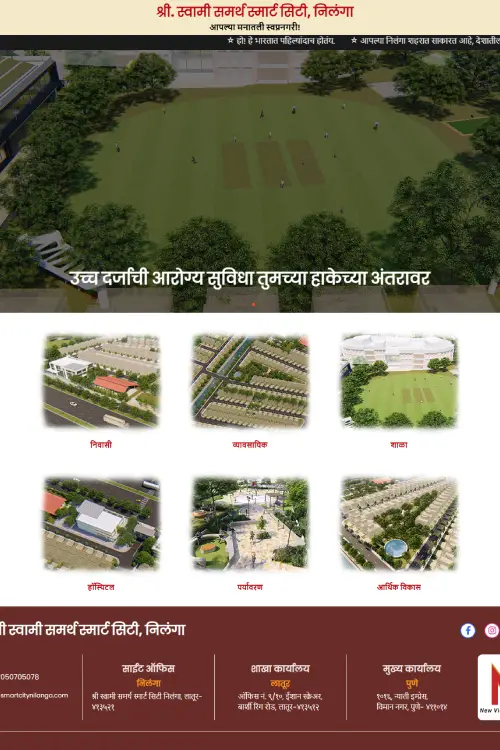 श्री. स्वामी समर्थ स्मार्ट सिटी, निलंगा
आपल्या मनातली स्वप्ननगरी!
☆ हो! हे भारतात पहिल्यांदाच होतंय. ☆ आपल्या निलंगा शहरात साकारत आहे, देशातील
उच्च दर्जाची आरोग्य सुविधा तुमच्या हाकेच्या अंतरावर
निवासी
व्यावसायिक
शाळा
हॉस्पिटल
पर्यावरण
आर्थिक विकास
स्वामी समर्थ स्मार्ट सिटी, निलंगा
7050705078
smartcitynilanga.com
साईट ऑफिस
निलंगा
श्री स्वामी समर्थ स्मार्ट सिटी निलंगा, लातूर-
४१३५२१
शाखा कार्यालय
लातूर
ऑफिस नं. ९/१०, ईशान स्क्वेअर,
बार्शी रिंग रोड, लातूर-४१३५१२
मुख्य कार्यालय
पुणे
१०१६, न्याती इम्प्रेस,
विमान नगर, पुणे- ४११०१४
New Vi